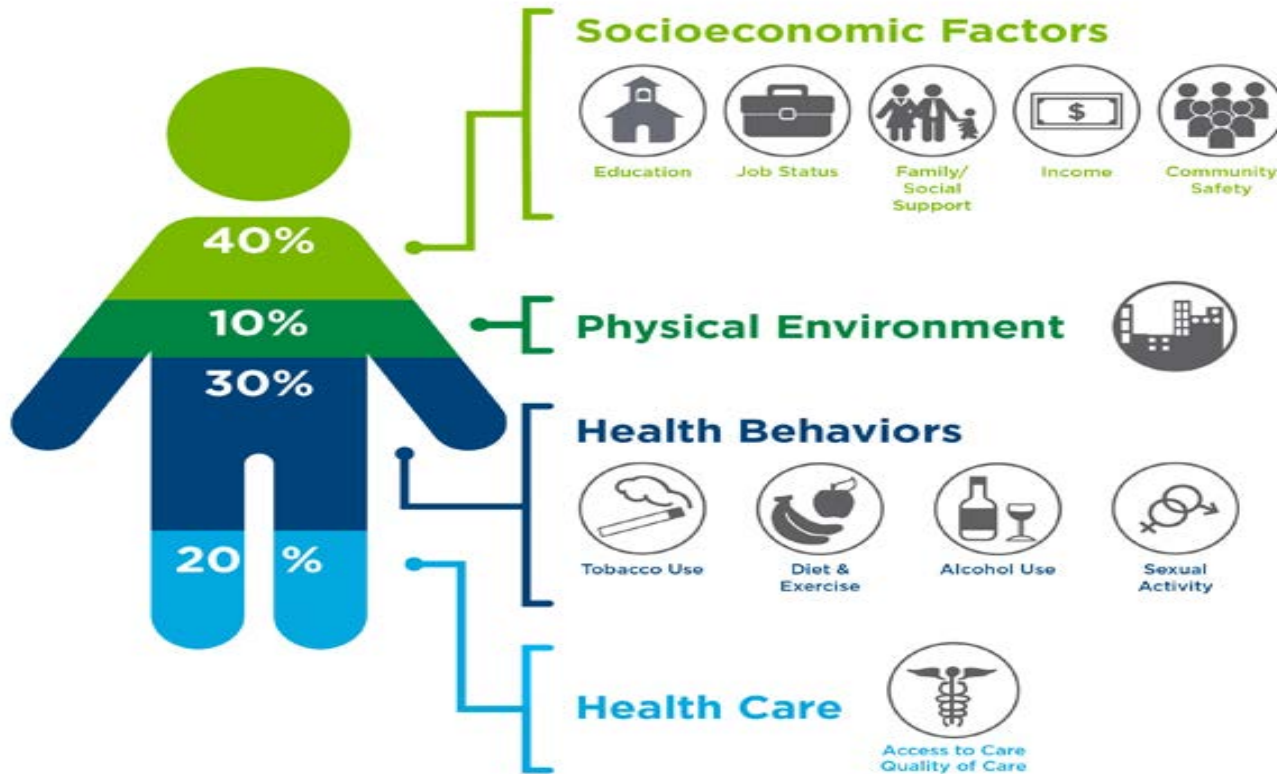 Socioeconomic Factors
$
Education
Job Status
Family/
Social
Support
Income
Community
Safety
40%
10%
Physical Environment
30%
Health Behaviors
Tobacco Use
Diet &
Exercise
Alcohol Use
Sexual
Activity
20 %
Health Care
Access to Care
Quality of Care